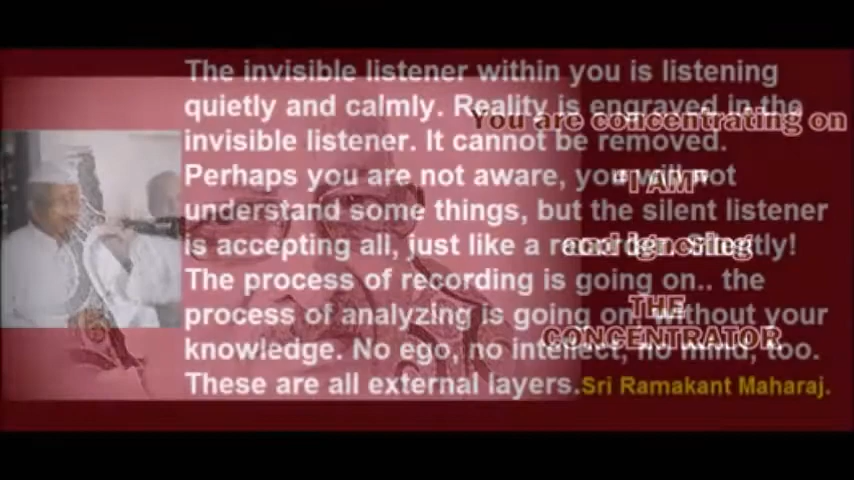 The invisible listener within you is listening
quietly and calmly. Reality is engraved in the
invisible listener. It cannot be removed.
Perhaps you are not aware, you will not
understand some things, but the silent listener
is accepting all, just like a recorder. Silently!
The process of recording is going on.. the
process of analyzing is going on, without your
knowledge. No ego, no intellect, no mind, too.
These are all external layers.Sri Ramakant Maharaj.
You are concentrating on
“I AM”
and ignoring
THE
CONCENTRATOR